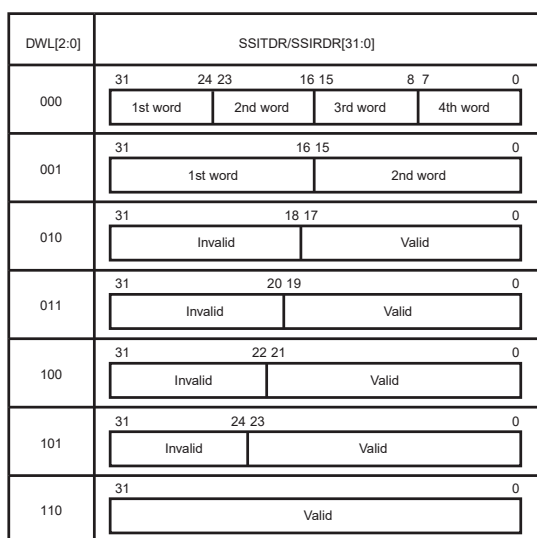 DWL[2:0] SSITDR/SSIRDR[31:0]
31 24 23 16 15 8 7 0
000 1st word 2nd word 3rd word 4th word
31 16 15 0
001 1st word 2nd word
31 18 17 0
010 Invalid Valid
31 20 19 0
011 Invalid Valid
31 22 21 0
100 Invalid Valid
31 24 23 0
101 Invalid Valid
31 0
110 Valid